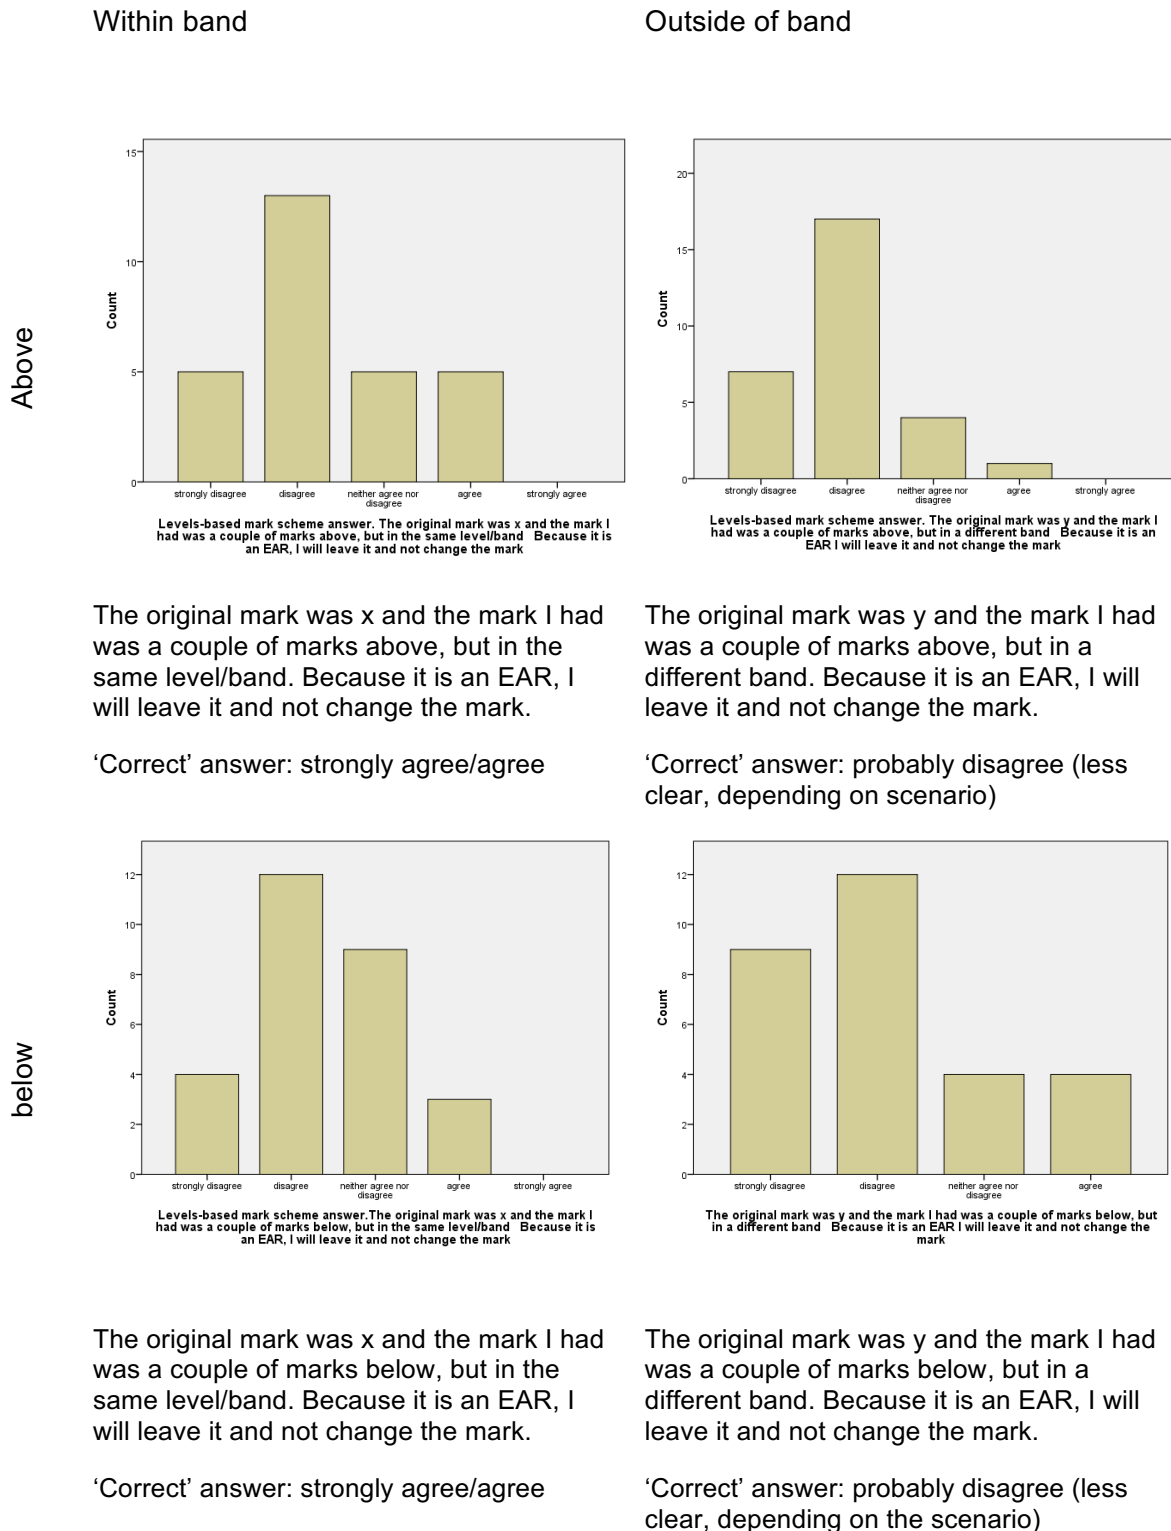 Within band
Outside of band
Above
15
10
5
0
Count
strongly disagree
disagree
neither agree nor
disagree
agree
strongly agree
Levels-based mark scheme answer. The original mark was x and the mark I
had was a couple of marks above, but in the same level/band Because it is
an EAR, I will leave it and not change the mark
20
15
10
5
0
Count
strongly disagree
disagree
neither agree nor
disagree
agree
strongly agree
Levels-based mark scheme answer. The original mark was y and the mark I
had was a couple of marks above, but in a different band Because it is an
EAR I will leave it and not change the mark
The original mark was x and the mark I had
was a couple of marks above, but in the
same level/band. Because it is an EAR, I
will leave it and not change the mark.
‘Correct’ answer: strongly agree/agree
The original mark was y and the mark I had
was a couple of marks above, but in a
different band. Because it is an EAR, I will
leave it and not change the mark.
‘Correct’ answer: probably disagree (less
clear, depending on scenario)
below
12
10
8
6
4
2
0
Count
strongly disagree
disagree
neither agree nor
disagree
agree
strongly agree
Levels-based mark scheme answer.The original mark was x and the mark I
had was a couple of marks below, but in the same level/band Because it is
an EAR, I will leave it and not change the mark
12
10
8
6
4
2
0
Count
strongly disagree
disagree
neither agree nor
disagree
agree
The original mark was y and the mark I had was a couple of marks below, but
in a different band Because it is an EAR I will leave it and not change the
mark
The original mark was x and the mark I had
was a couple of marks below, but in the
same level/band. Because it is an EAR, I
will leave it and not change the mark.
‘Correct’ answer: strongly agree/agree
The original mark was y and the mark I had
was a couple of marks below, but in a
different band. Because it is an EAR, I will
leave it and not change the mark.
‘Correct’ answer: probably disagree (less
clear, depending on the scenario)